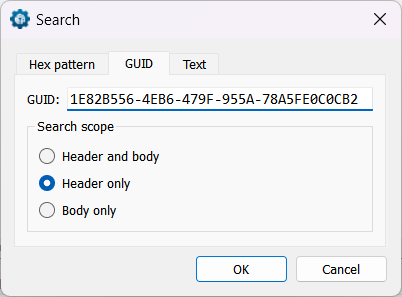 Search
Hex pattern GUID Text
GUID: 1E82B556-4EB6-479F-955A-78A5FE0C0CB2
Search scope
Header and body
Header only
Body only
OK Cancel